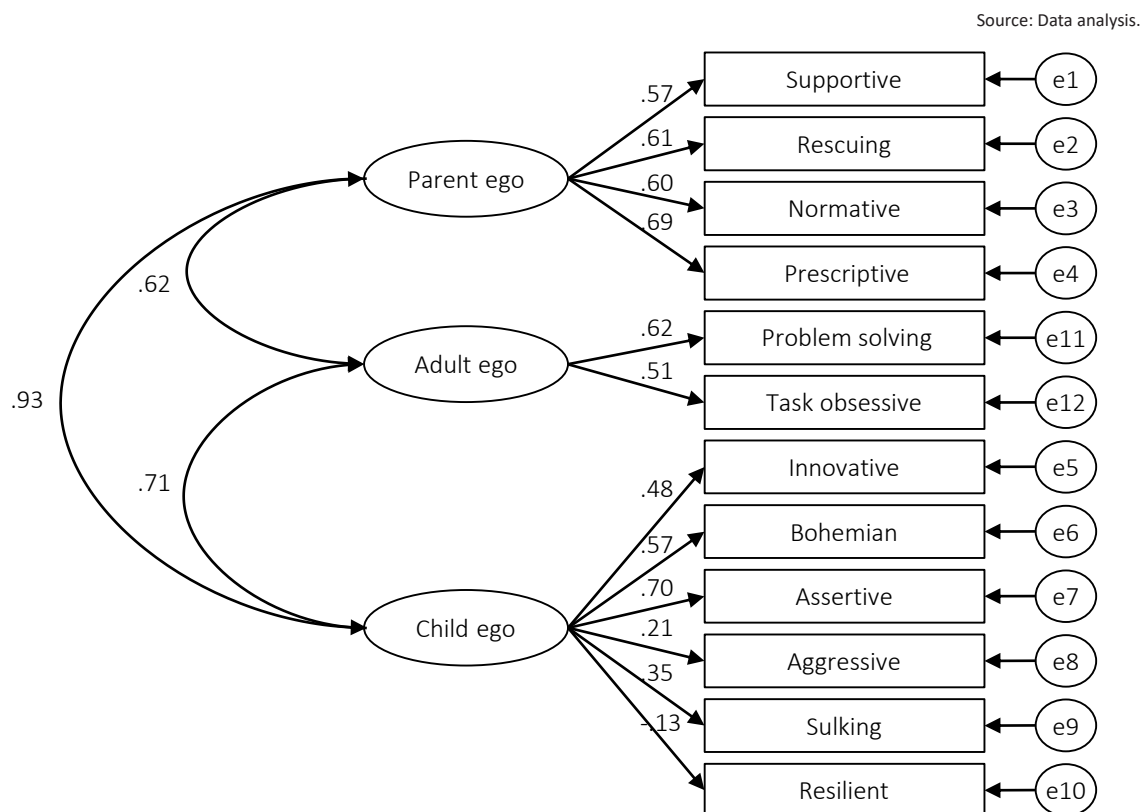 Source: Data analysis.
Supportive
e1
.57
.61
Rescuing
e2
Parent ego
.60
Normative
e3
.69
Prescriptive
e4
.62
.62
Problem solving
e11
Adult ego
.51
Task obsessive
e12
.93
.71
.48
Innovative
e5
.57
Bohemian
e6
.70
Assertive
e7
Child ego
.21
Aggressive
e8
.35
Sulking
e9
-.13
Resilient
e10